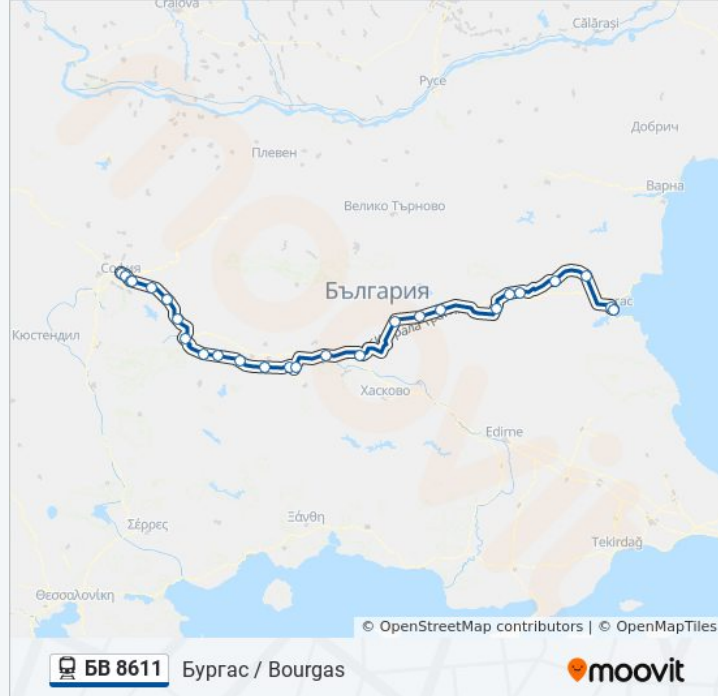 Craiova
Călărași
Русе
Добрич
Плевен
Варна
Велико Търново
София
България
Кюстендил
Хасково
Edirne
Ξάνθη
Σέρρες
Tekirdağ
Θεσσαλονίκη
© OpenStreetMap contributors | © OpenMapTiles
БВ 8611 Бургас / Bourgas
moovit